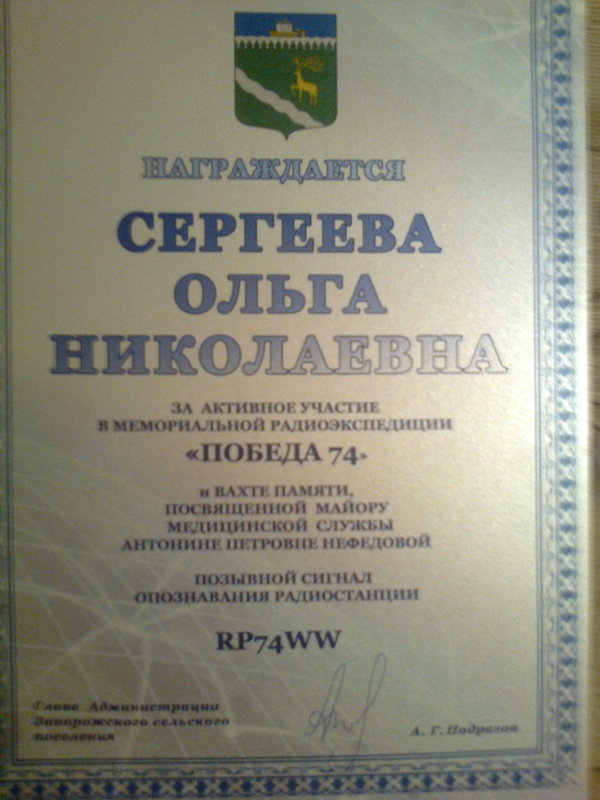 НАГРАЖДАЕТСЯ
СЕРГЕЕВА
ОЛЬГА
НИКОЛАЕВНА
ЗА АКТИВНОЕ УЧАСТИЕ
В МЕМОРИАЛЬНОЙ РАДИОЭКСПЕДИЦИИ
«ПОБЕДА 74»
и ВАХТЕ ПАМЯТИ,
ПОСВЯЩЕННОЙ МАЙОРУ
МЕДИЦИНСКОЙ СЛУЖБЫ
АНТОНИНЕ ПЕТРОВНЕ НЕФЕДОВОЙ
ПОЗЫВНОЙ СИГНАЛ
ОПОЗНАВАНИЯ РАДИОСТАНЦИИ
RP74WW
Глава Администрации
Запорожского сельского
поселения
А. Г. Подрезов